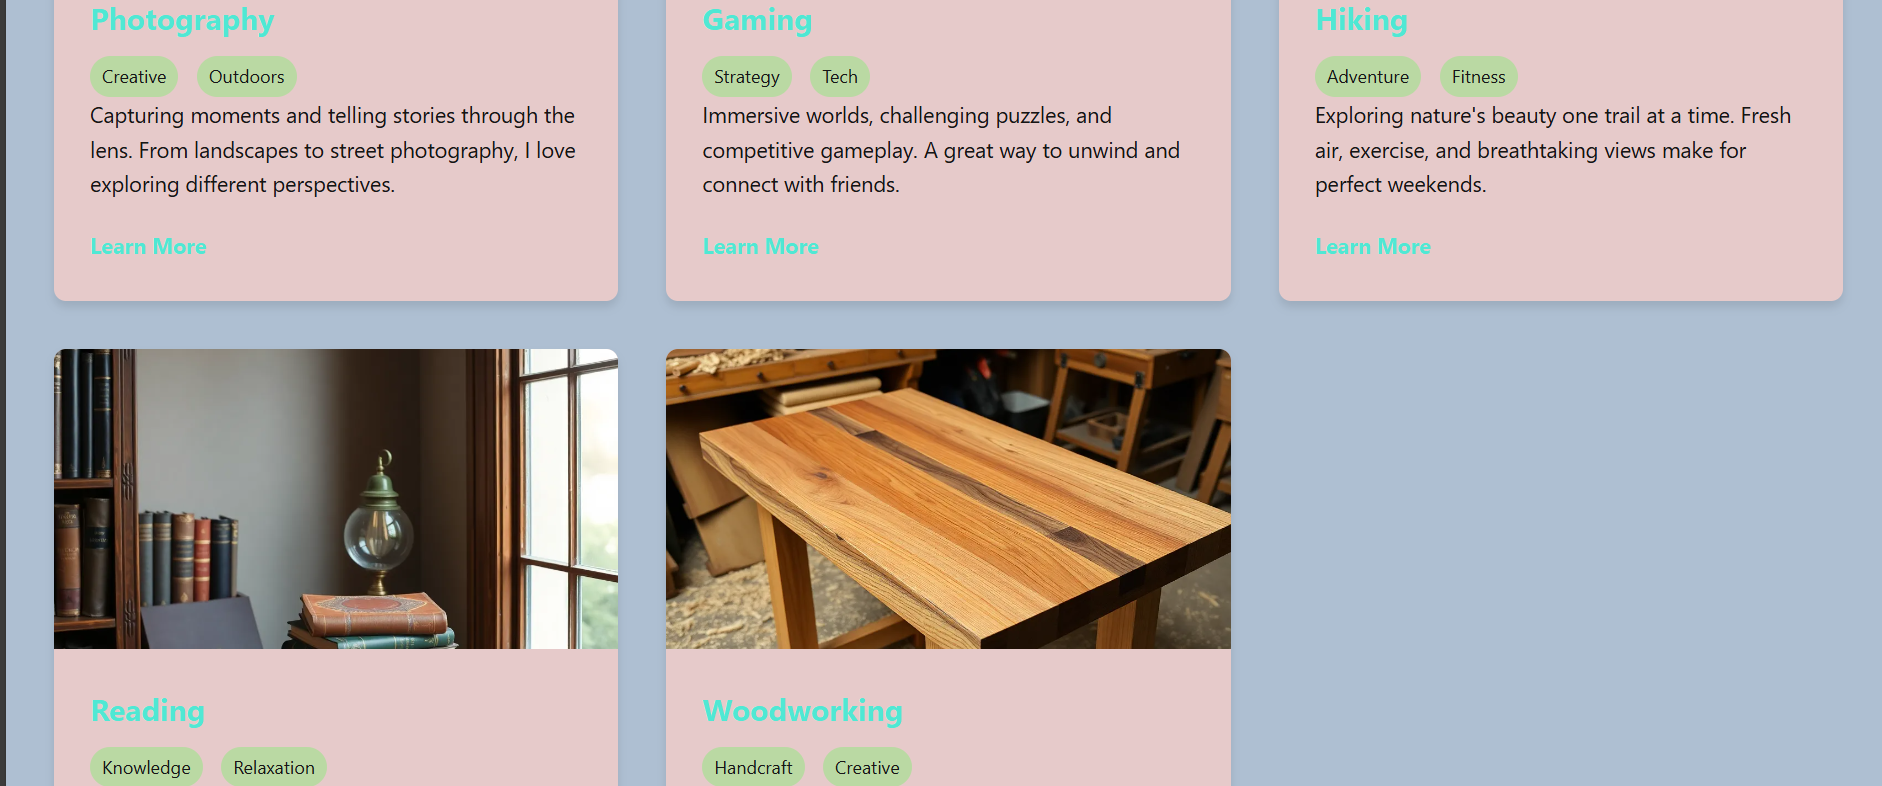 Photography
Creative Outdoors
Capturing moments and telling stories through the
lens. From landscapes to street photography, I love
exploring different perspectives.
Learn More
Gaming
Strategy Tech
Immersive worlds, challenging puzzles, and
competitive gameplay. A great way to unwind and
connect with friends.
Learn More
Hiking
Adventure Fitness
Exploring nature's beauty one trail at a time. Fresh
air, exercise, and breathtaking views make for
perfect weekends.
Learn More
Reading
Knowledge Relaxation
Woodworking
Handcraft Creative